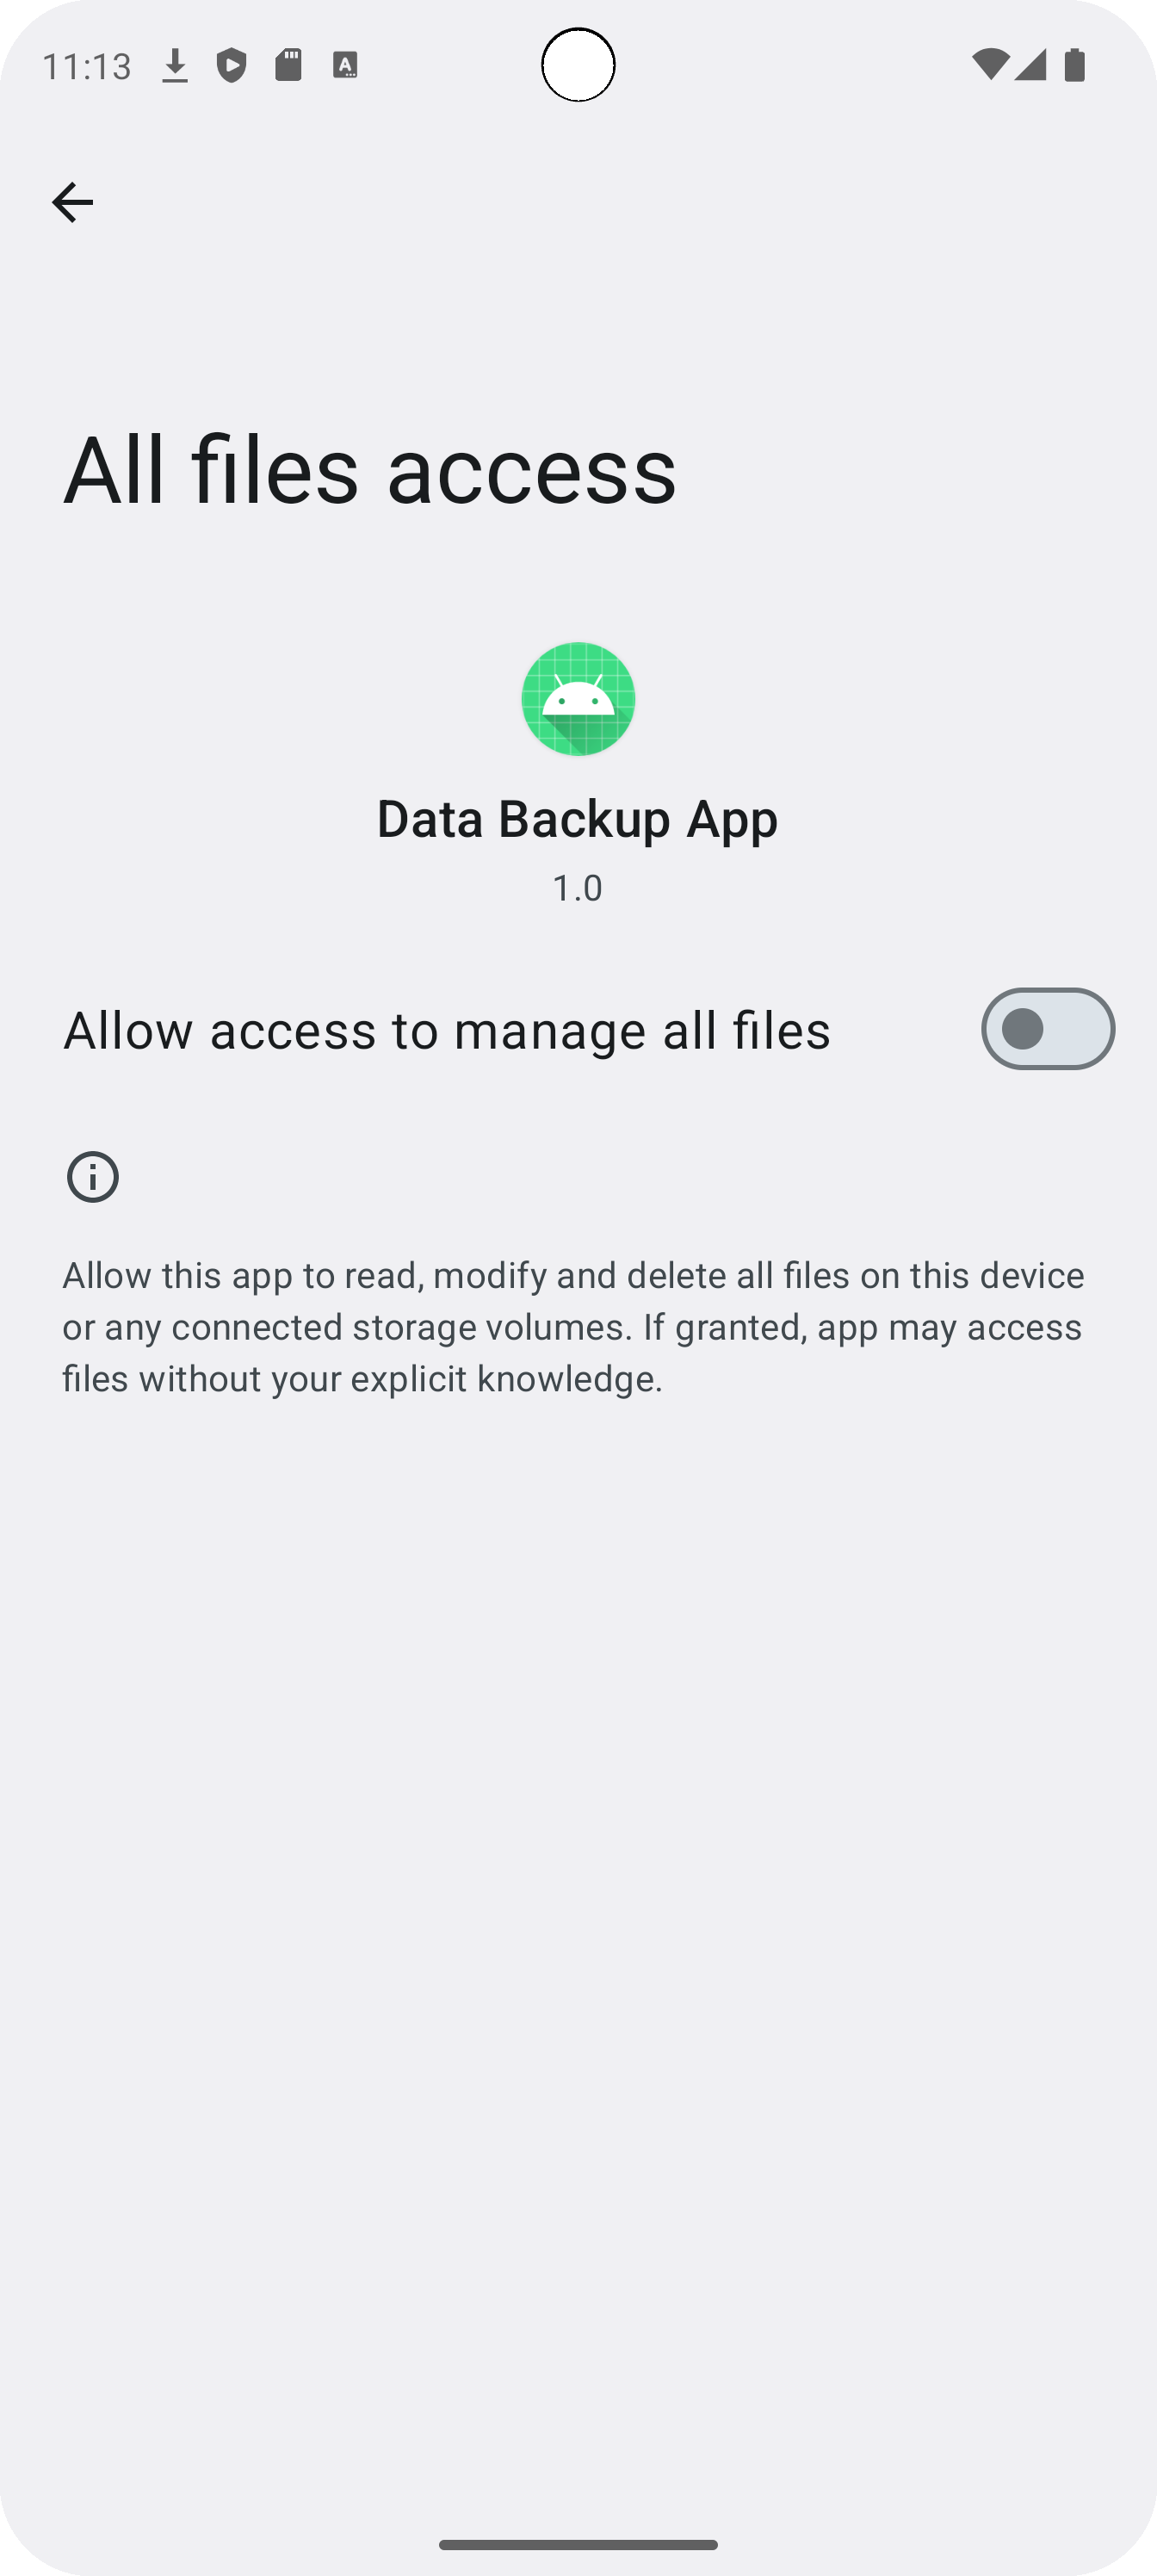 11:13
All files access
Data Backup App
1.0
Allow access to manage all files
Allow this app to read, modify and delete all files on this device
or any connected storage volumes. If granted, app may access
files without your explicit knowledge.